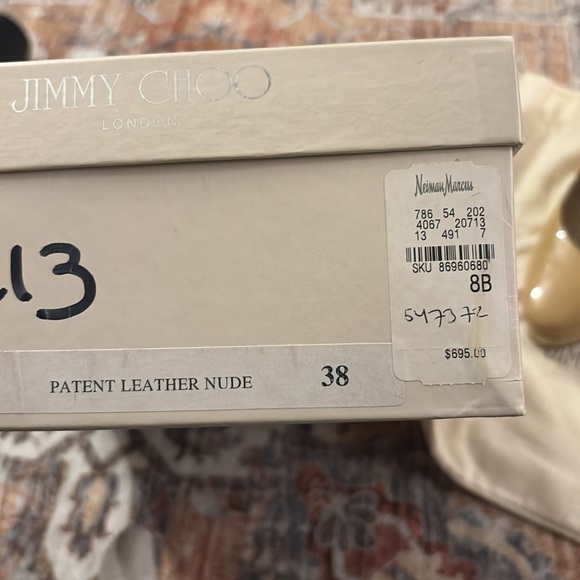 JIMMY CHOO
LONDON
Neiman Marcus
786 54 202
4067 20713
13 491 7
SKU 86960680
8B
547372
$695.00
PATENT LEATHER NUDE 38